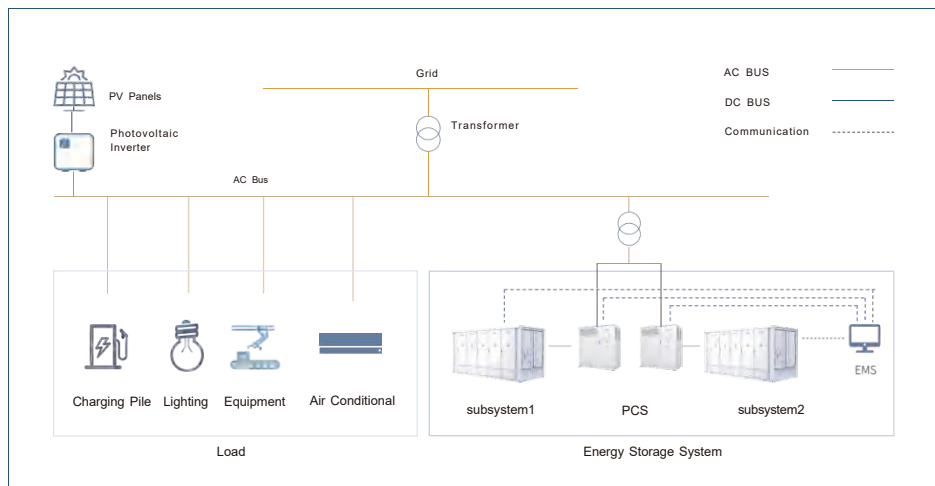 Grid
AC BUS
PV Panels
DC BUS
Photovoltaic
Inverter
Transformer
Communication
AC Bus
EMS
Charging Pile
Lighting
Equipment
Air Conditional
subsystem1
PCS
subsystem2
Load
Energy Storage System